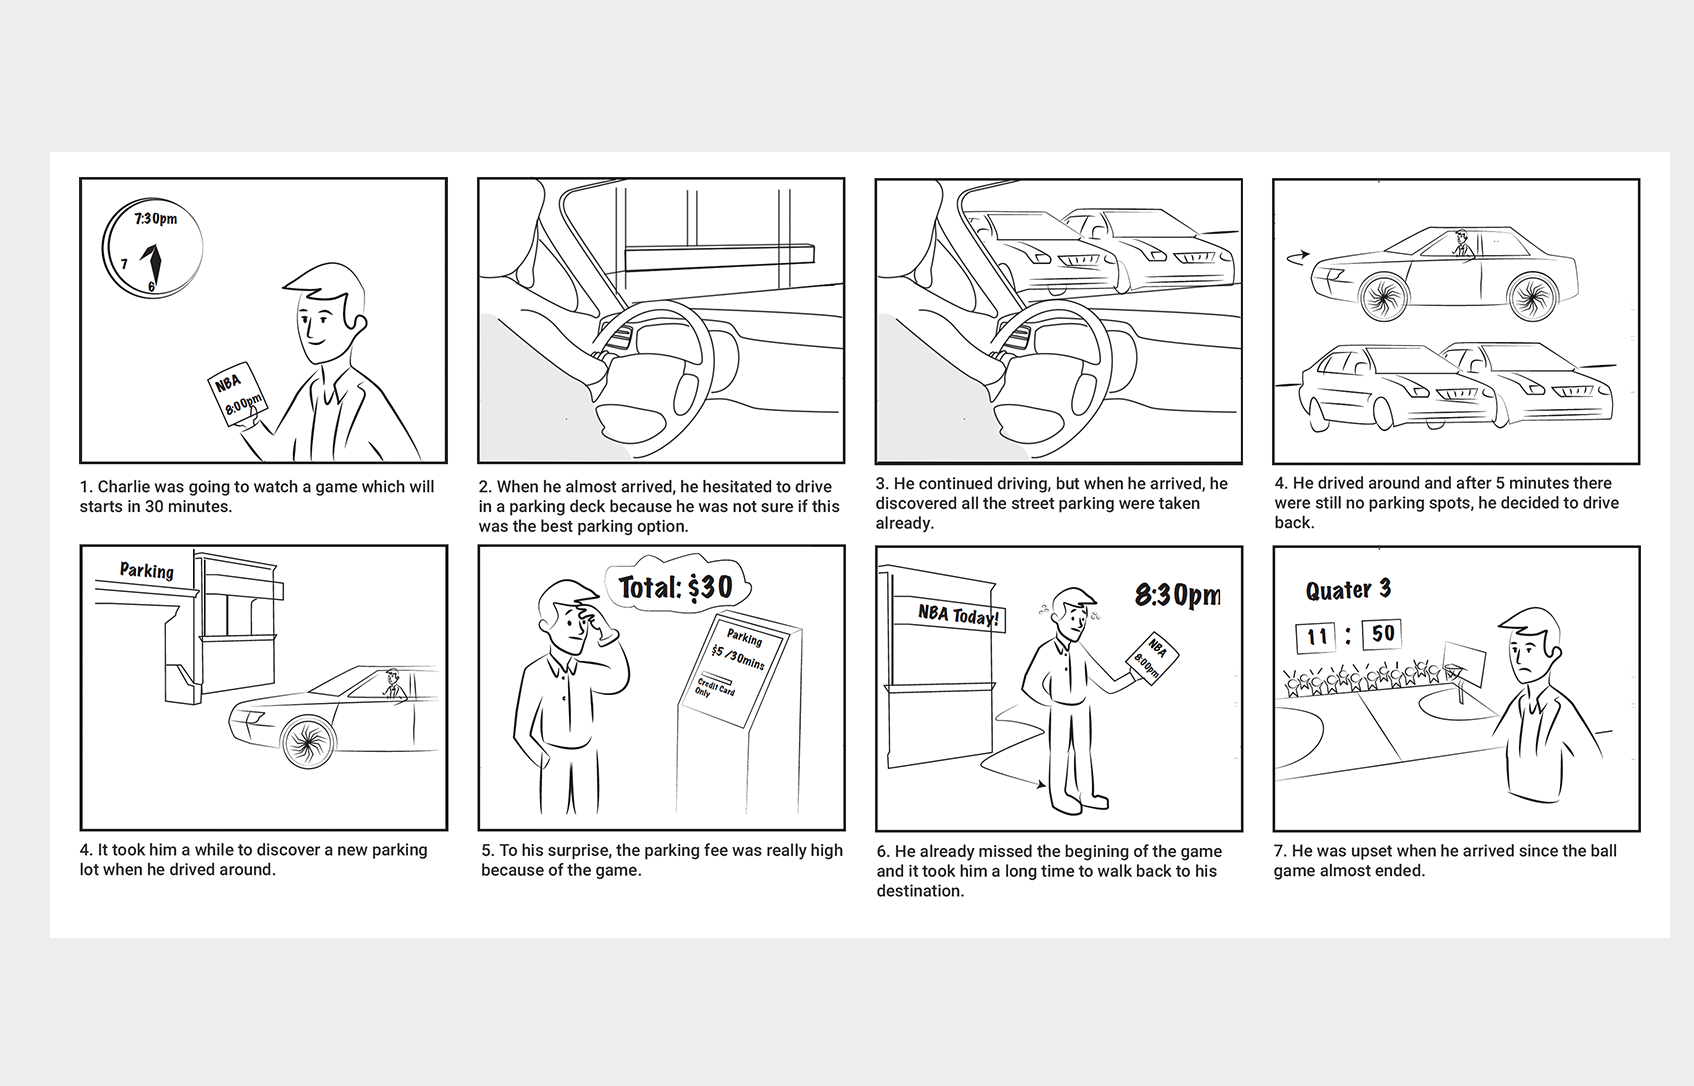 7:30pm
7
6
NBA
8:00pm
1. Charlie was going to watch a game which will
starts in 30 minutes.
2. When he almost arrived, he hesitated to drive
in a parking deck because he was not sure if this
was the best parking option.
3. He continued driving, but when he arrived, he
discovered all the street parking were taken
already.
4. He drived around and after 5 minutes there
were still no parking spots, he decided to drive
back.
Parking
4. It took him a while to discover a new parking
lot when he drived around.
Total: $30
Parking
$5 /30mins
Credit Card
Only
5. To his surprise, the parking fee was really high
because of the game.
NBA Today!
8:30pm
NBA
8:00pm
6. He already missed the begining of the game
and it took him a long time to walk back to his
destination.
Quater 3
11 : 50
7. He was upset when he arrived since the ball
game almost ended.